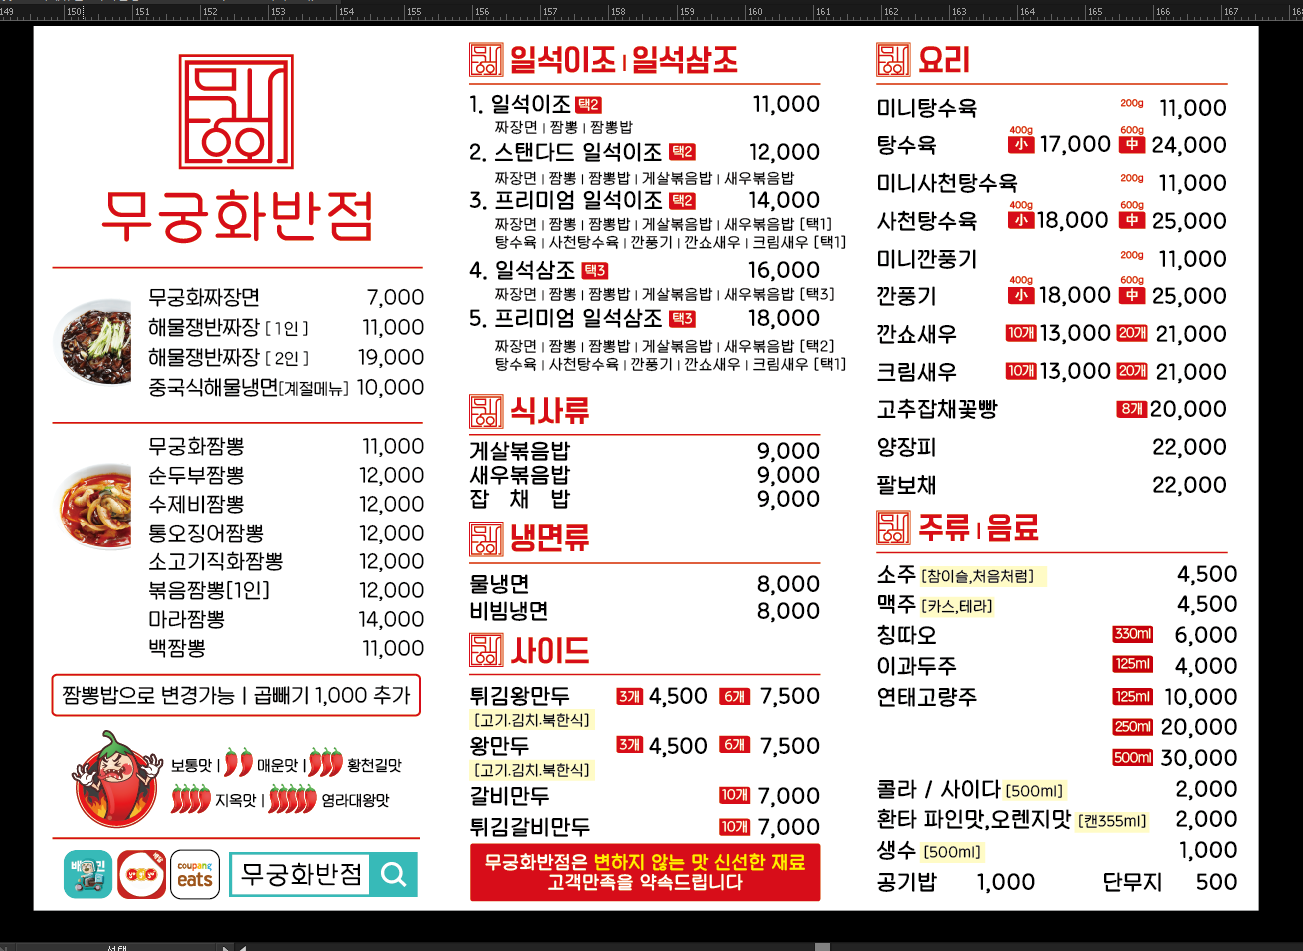 149 150 151 152 153 154 155 156 157 158 159 160 161 162 163 164 165 166 167
무궁화반점
무궁화짜장면 7,000
해물쟁반짜장 [ 1인 ] 11,000
해물쟁반짜장 [ 2인 ] 19,000
중국식해물냉면[계절메뉴] 10,000
무궁화짬뽕 11,000
순두부짬뽕 12,000
수제비짬뽕 12,000
통오징어짬뽕 12,000
소고기직화짬뽕 12,000
볶음짬뽕[1인] 12,000
마라짬뽕 14,000
백짬뽕 11,000
짬뽕밥으로 변경가능 | 곱빼기 1,000 추가
보통맛 | 매운맛 | 황천길맛
지옥맛 | 염라대왕맛
배민
coupang
eats
무궁화반점
일석이조 | 일석삼조
1. 일석이조 택2 11,000
짜장면 | 짬뽕 | 짬뽕밥
2. 스탠다드 일석이조 택2 12,000
짜장면 | 짬뽕 | 짬뽕밥 | 게살볶음밥 | 새우볶음밥
3. 프리미엄 일석이조 택2 14,000
짜장면 | 짬뽕 | 짬뽕밥 | 게살볶음밥 | 새우볶음밥 [택1]
탕수육 | 사천탕수육 | 깐풍기 | 깐쇼새우 | 크림새우 [택1]
4. 일석삼조 택3 16,000
짜장면 | 짬뽕 | 짬뽕밥 | 게살볶음밥 | 새우볶음밥 [택3]
5. 프리미엄 일석삼조 택3 18,000
짜장면 | 짬뽕 | 짬뽕밥 | 게살볶음밥 | 새우볶음밥 [택2]
탕수육 | 사천탕수육 | 깐풍기 | 깐쇼새우 | 크림새우 [택1]
식사류
게살볶음밥 9,000
새우볶음밥 9,000
잡 채 밥 9,000
냉면류
물냉면 8,000
비빔냉면 8,000
사이드
튀김왕만두 3개 4,500 6개 7,500
[고기.김치.북한식]
왕만두 3개 4,500 6개 7,500
[고기.김치.북한식]
갈비만두 10개 7,000
튀김갈비만두 10개 7,000
무궁화반점은 변하지 않는 맛 신선한 재료
고객만족을 약속드립니다
요리
미니탕수육 200g 11,000
탕수육 400g 小 17,000 600g 中 24,000
미니사천탕수육 200g 11,000
사천탕수육 400g 小 18,000 600g 中 25,000
미니깐풍기 200g 11,000
깐풍기 400g 小 18,000 600g 中 25,000
깐쇼새우 10개 13,000 20개 21,000
크림새우 10개 13,000 20개 21,000
고추잡채꽃빵 8개 20,000
양장피 22,000
팔보채 22,000
주류 | 음료
소주 [참이슬,처음처럼] 4,500
맥주 [카스,테라] 4,500
칭따오 330ml 6,000
이과두주 125ml 4,000
연태고량주 125ml 10,000
250ml 20,000
500ml 30,000
콜라 / 사이다 [500ml] 2,000
환타 파인맛,오렌지맛 [캔355ml] 2,000
생수 [500ml] 1,000
공기밥 1,000 단무지 500
선택